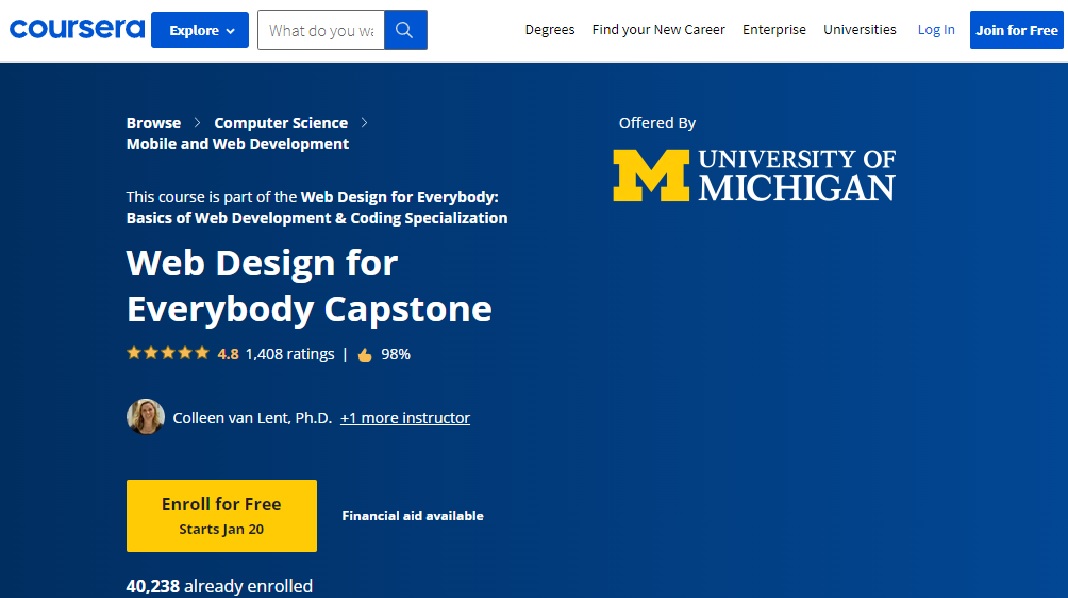 coursera Explore What do you wa Degrees Find your New Career Enterprise Universities Log In Join for Free
Browse > Computer Science >
Mobile and Web Development
Offered By
UNIVERSITY OF
MICHIGAN
This course is part of the Web Design for Everybody:
Basics of Web Development & Coding Specialization
Web Design for
Everybody Capstone
4.8 1,408 ratings | 98%
Colleen van Lent, Ph.D. +1 more instructor
Enroll for Free
Starts Jan 20
Financial aid available
40,238 already enrolled